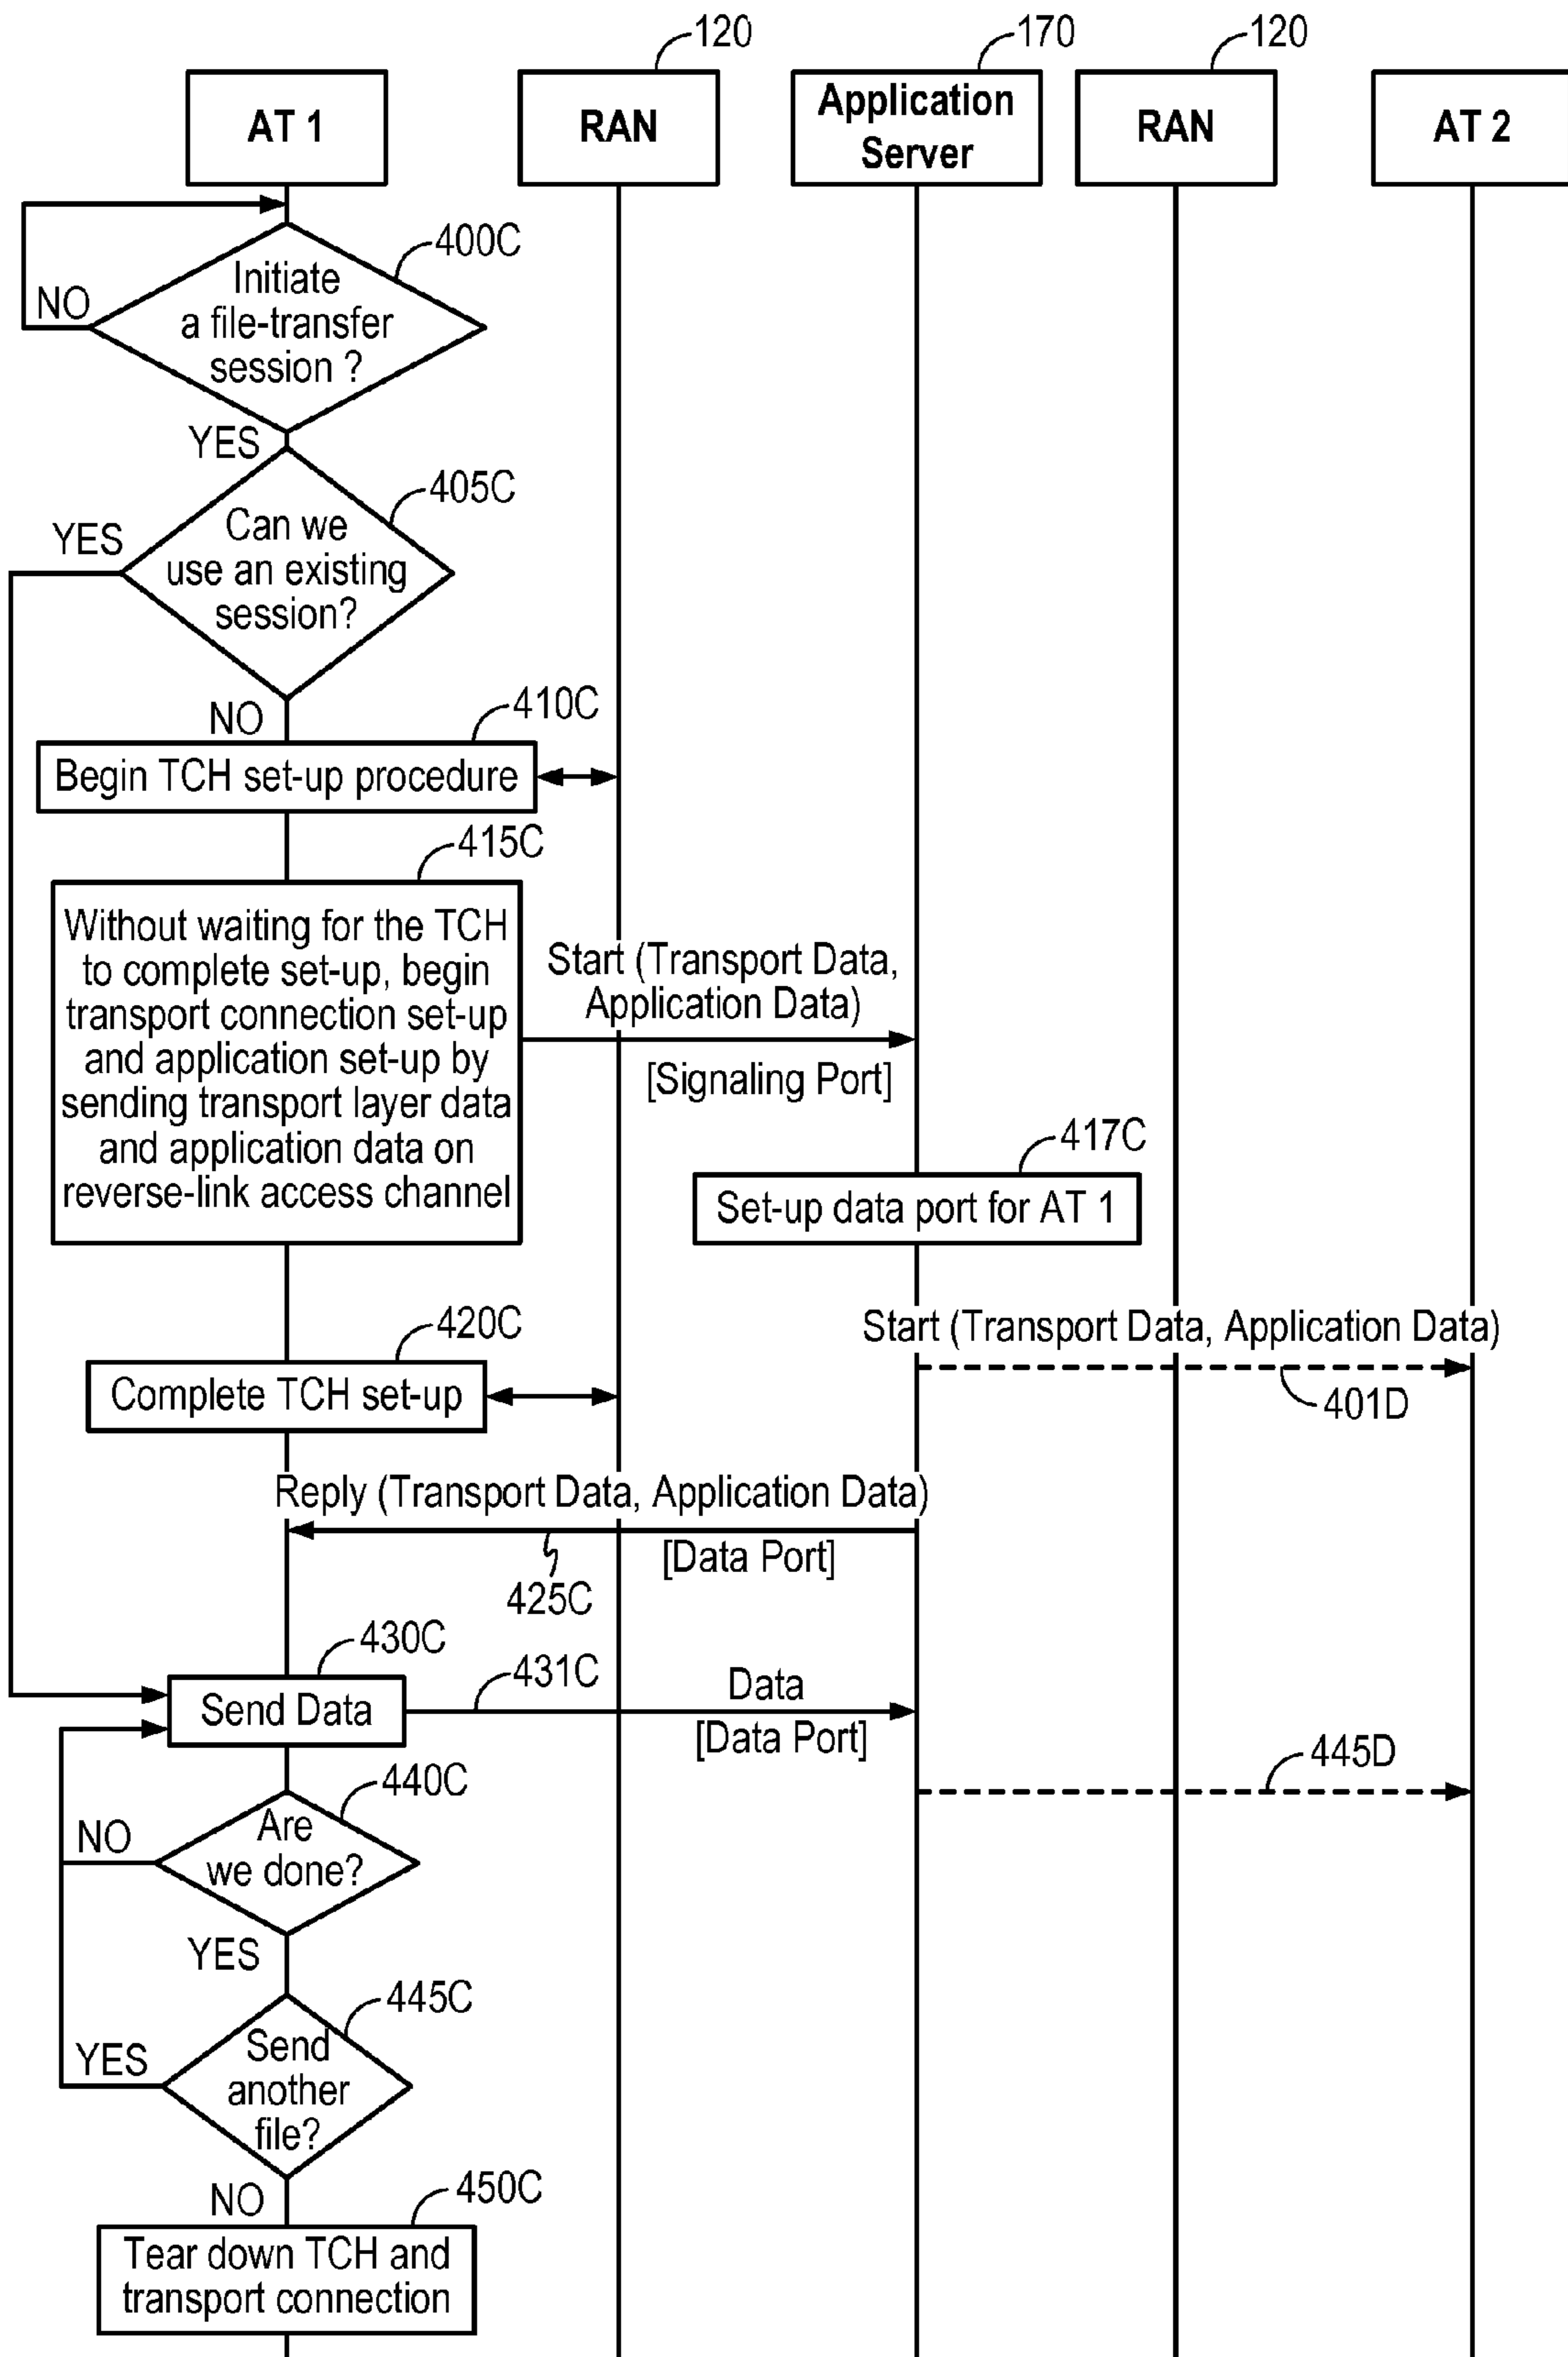 120
170
120
AT 1
RAN
Application
Server
RAN
AT 2
400C
Initiate
a file-transfer
session ?
NO
YES
405C
Can we
use an existing
session?
YES
NO
410C
Begin TCH set-up procedure
415C
Without waiting for the TCH
to complete set-up, begin
transport connection set-up
and application set-up by
sending transport layer data
and application data on
reverse-link access channel
Start (Transport Data,
Application Data)
[Signaling Port]
417C
Set-up data port for AT 1
Start (Transport Data, Application Data)
401D
420C
Complete TCH set-up
Reply (Transport Data, Application Data)
[Data Port]
425C
430C
Send Data
431C
Data
[Data Port]
445D
440C
Are
we done?
NO
YES
445C
Send
another
file?
YES
NO
450C
Tear down TCH and
transport connection